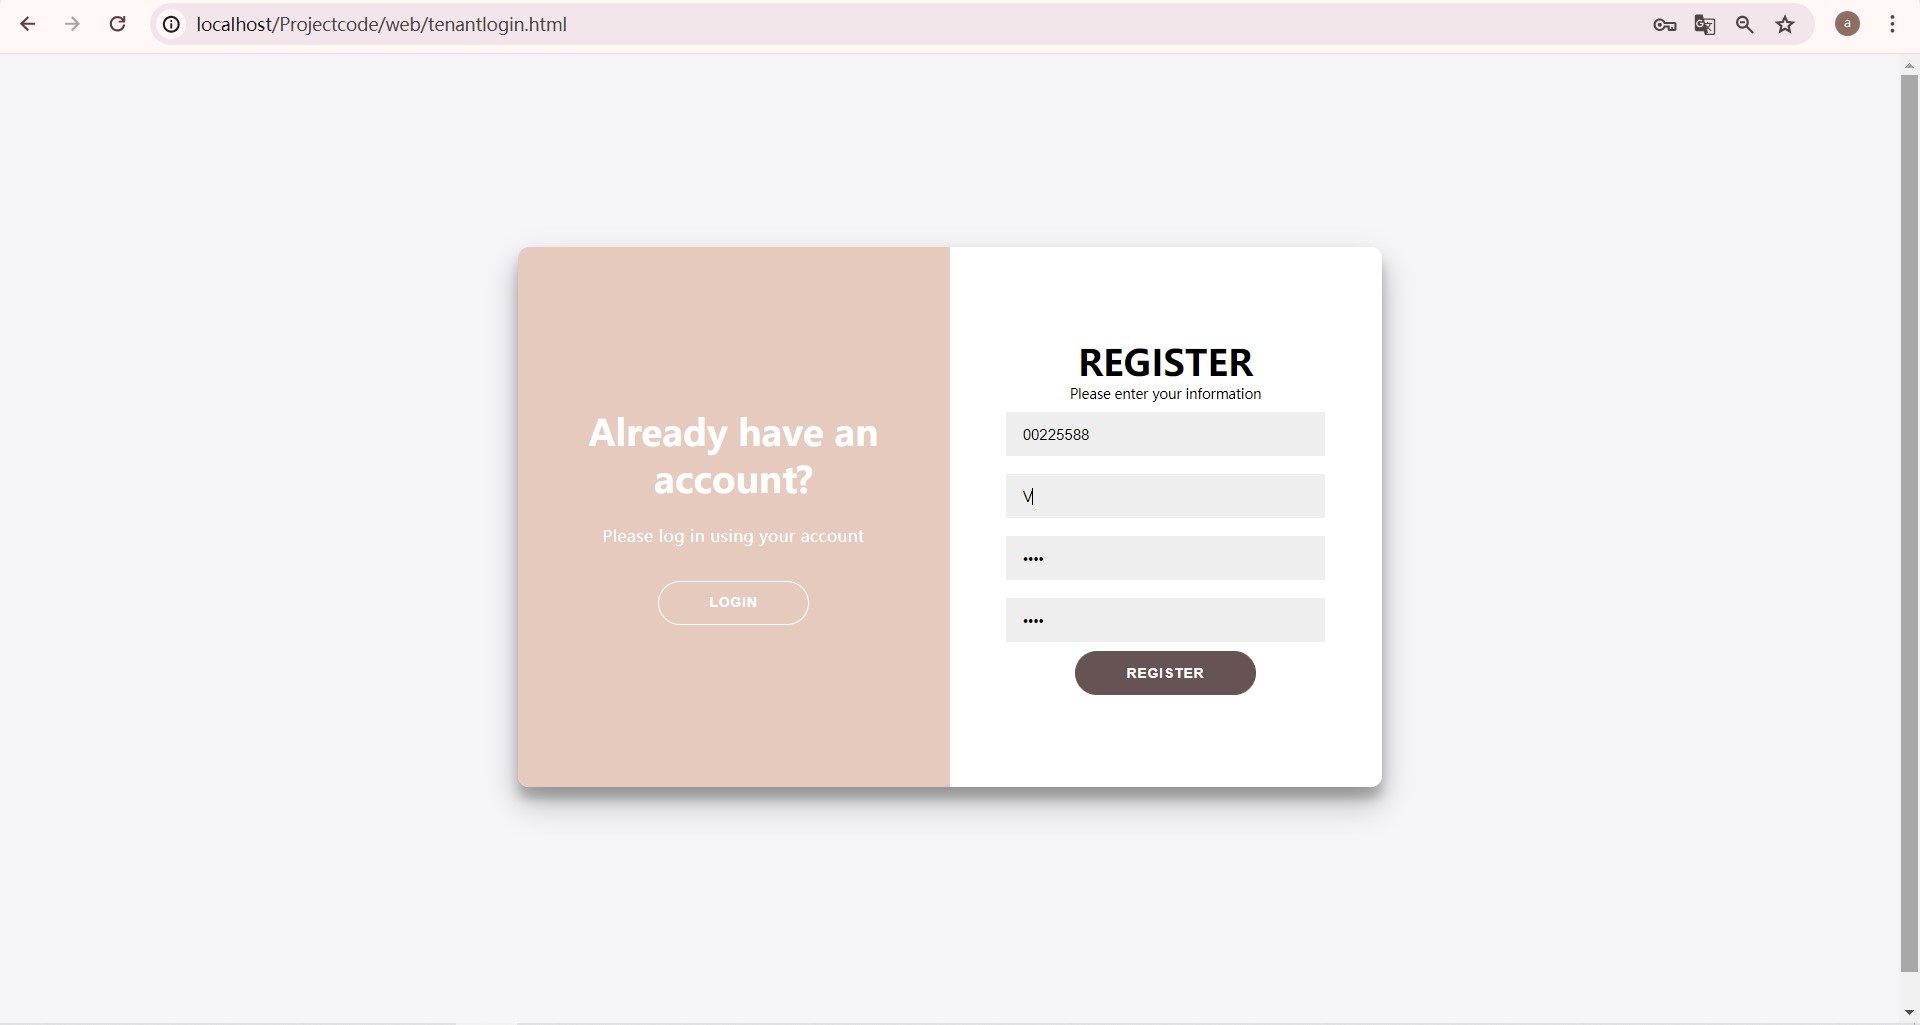 localhost/Projectcode/web/tenantlogin.html
a
Already have an
account?
Please log in using your account
LOGIN
REGISTER
Please enter your information
00225588
V
••••
••••
REGISTER